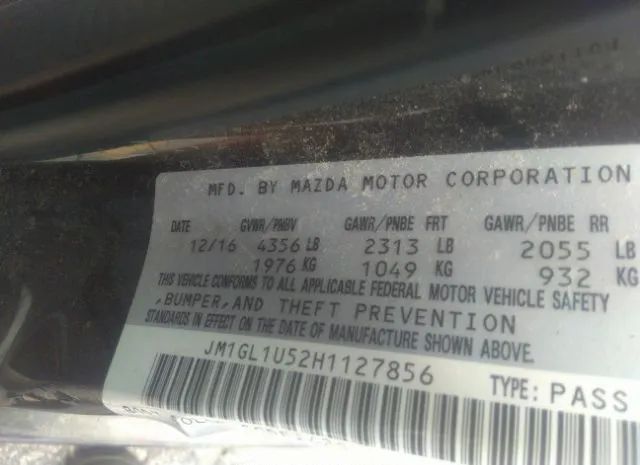 MFD. BY MAZDA MOTOR CORPORATION
DATE GVWR/PNBV GAWR/PNBE FRT GAWR/PNBE RR
12/16 4356 LB 2313 LB 2055 LB
1976 KG 1049 KG 932 KG
THIS VEHICLE CONFORMS TO ALL APPLICABLE FEDERAL MOTOR VEHICLE SAFETY
,BUMPER,AND THEFT PREVENTION
STANDARDS IN EFFECT ON THE DATE OF MANUFACTURE SHOWN ABOVE.
JM1GL1U52H1127856
TYPE: PASS